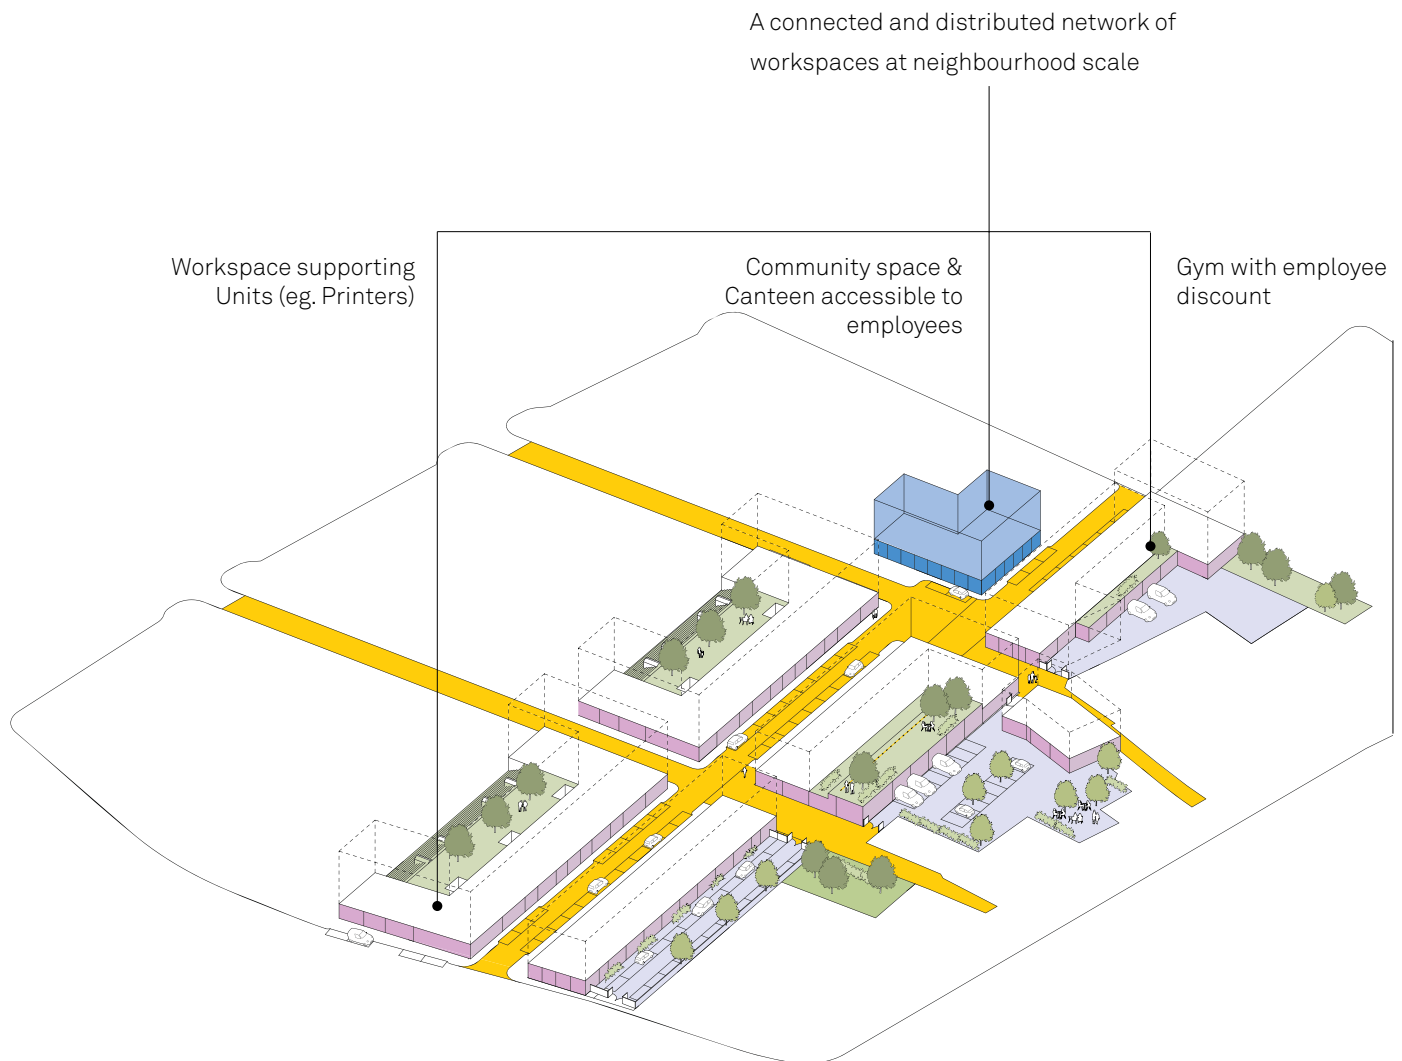 A connected and distributed network of
workspaces at neighbourhood scale
Workspace supporting
Units (eg. Printers)
Community space &
Canteen accessible to
employees
Gym with employee
discount